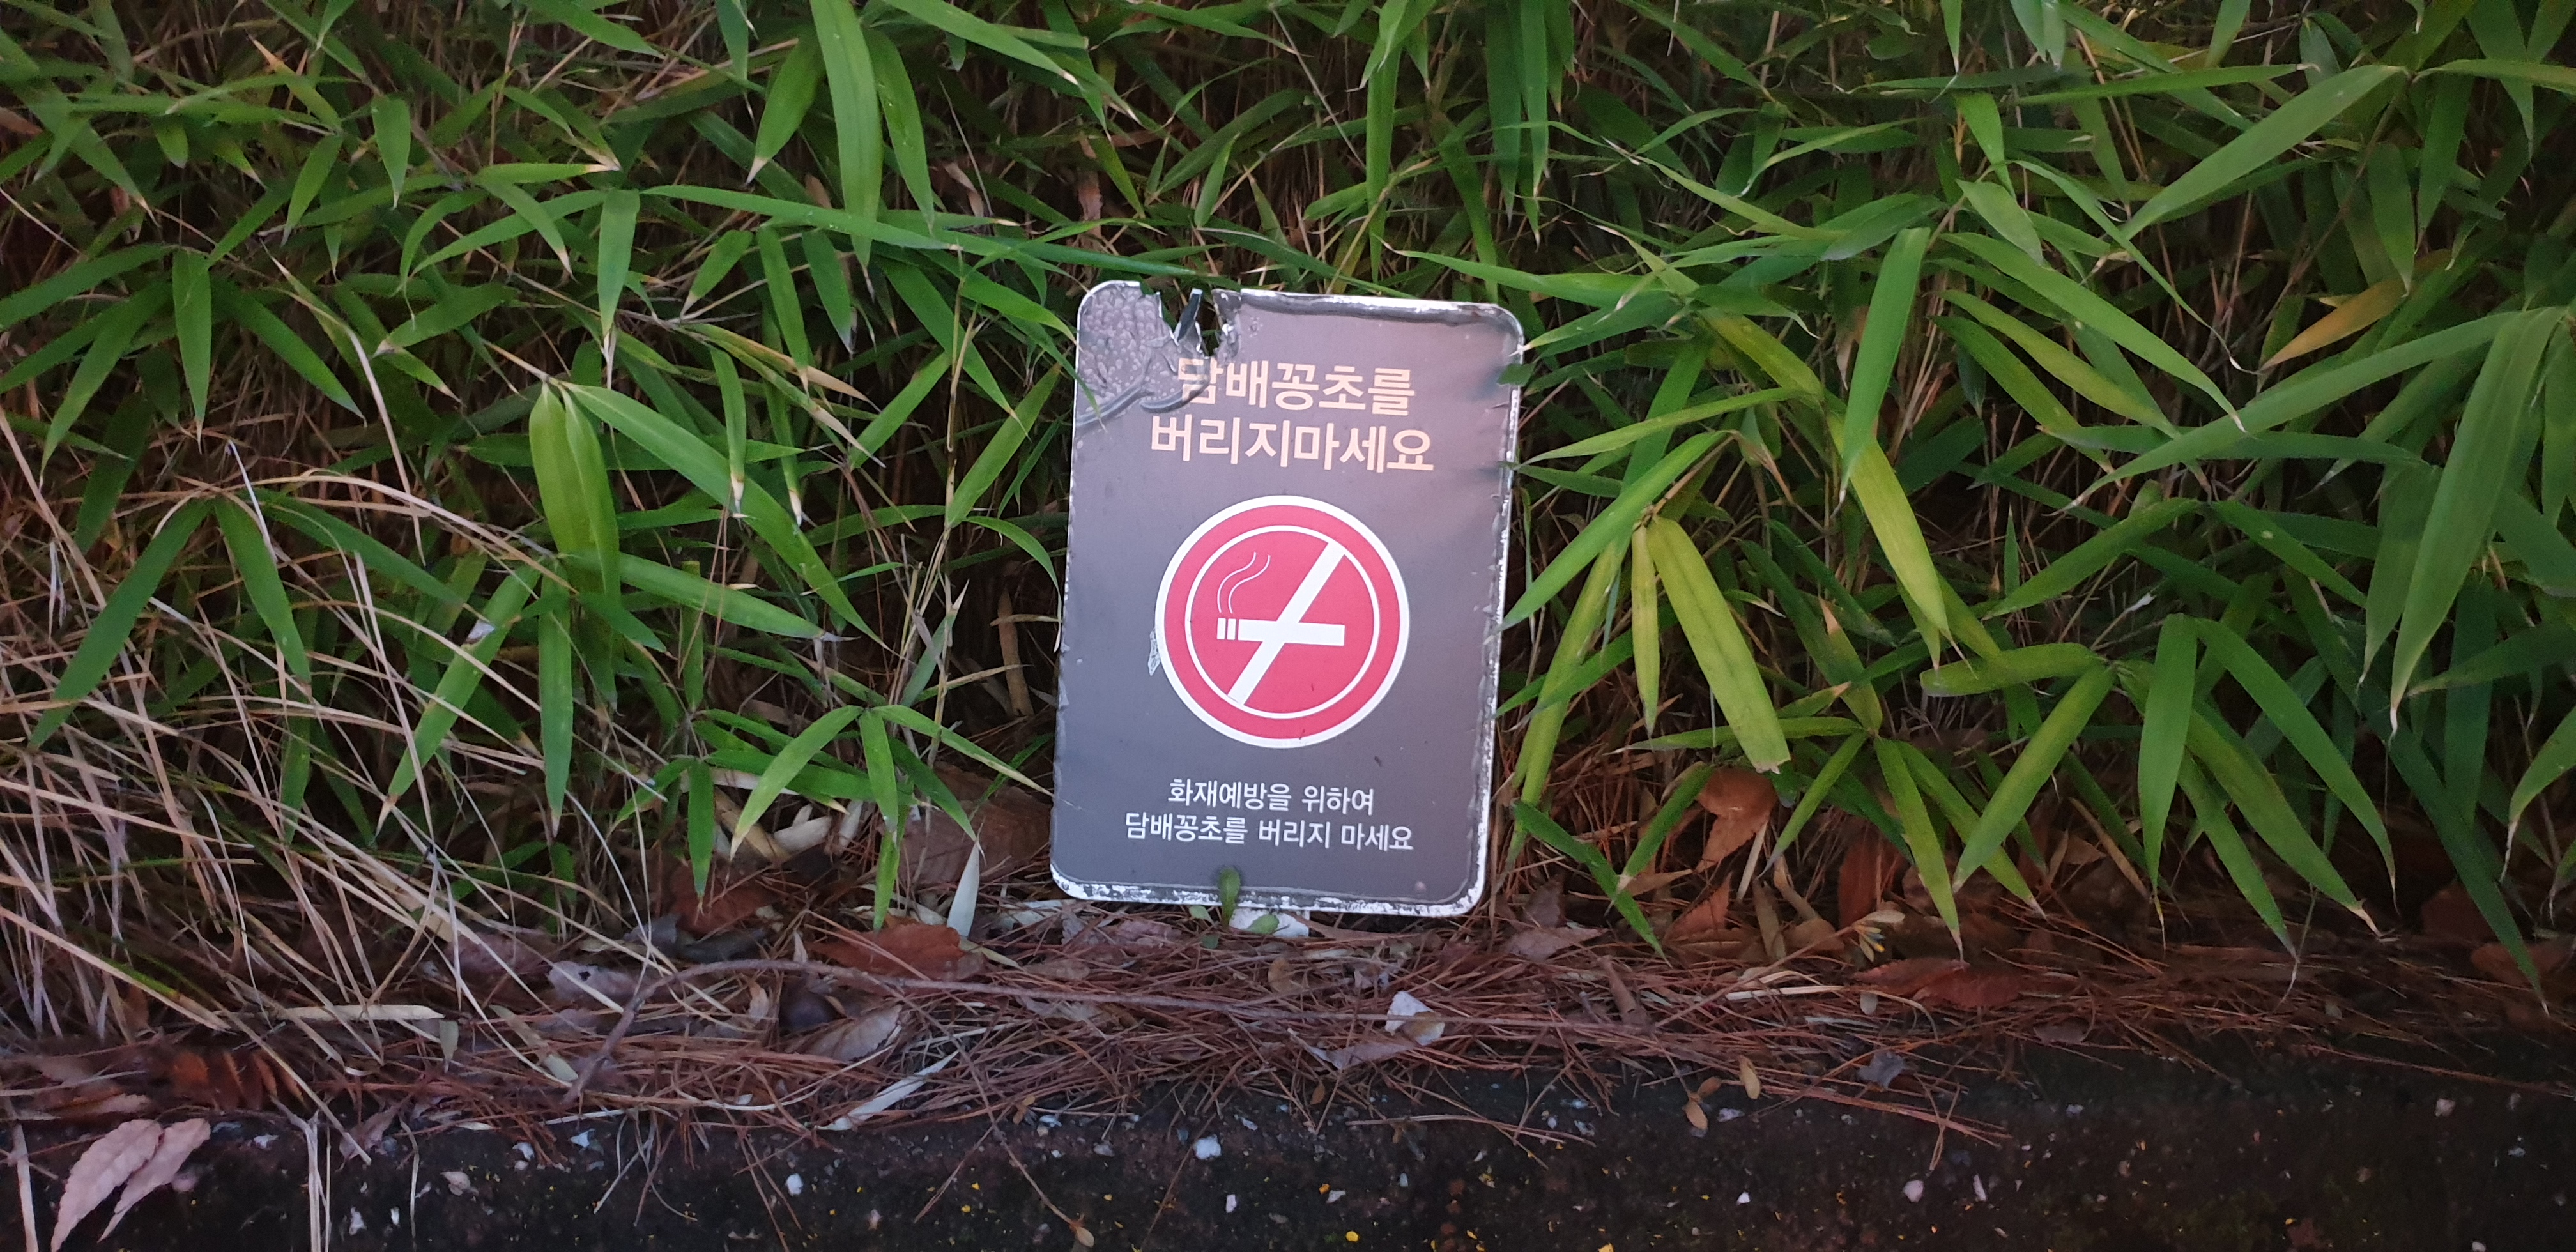 담배꽁초를
버리지마세요
화재예방을 위하여
담배꽁초를 버리지 마세요